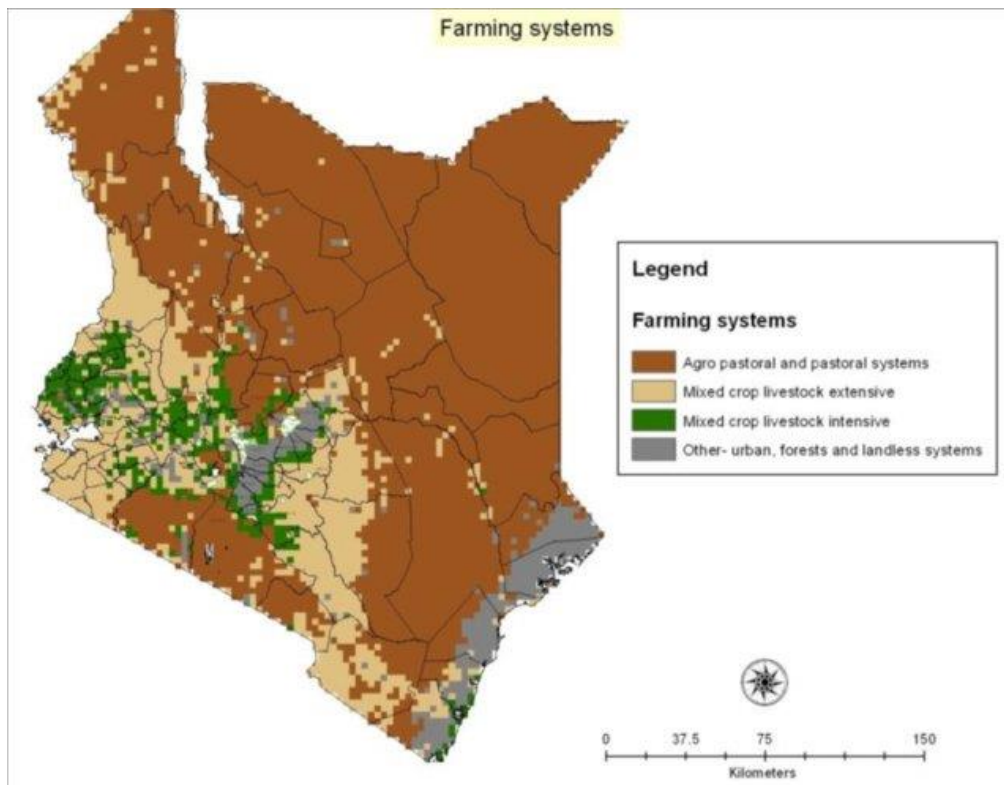 Farming systems
Legend
Farming systems
Agro pastoral and pastoral systems
Mixed crop livestock extensive
Mixed crop livestock intensive
Other- urban, forests and landless systems
0 37.5 75 150
Kilometers